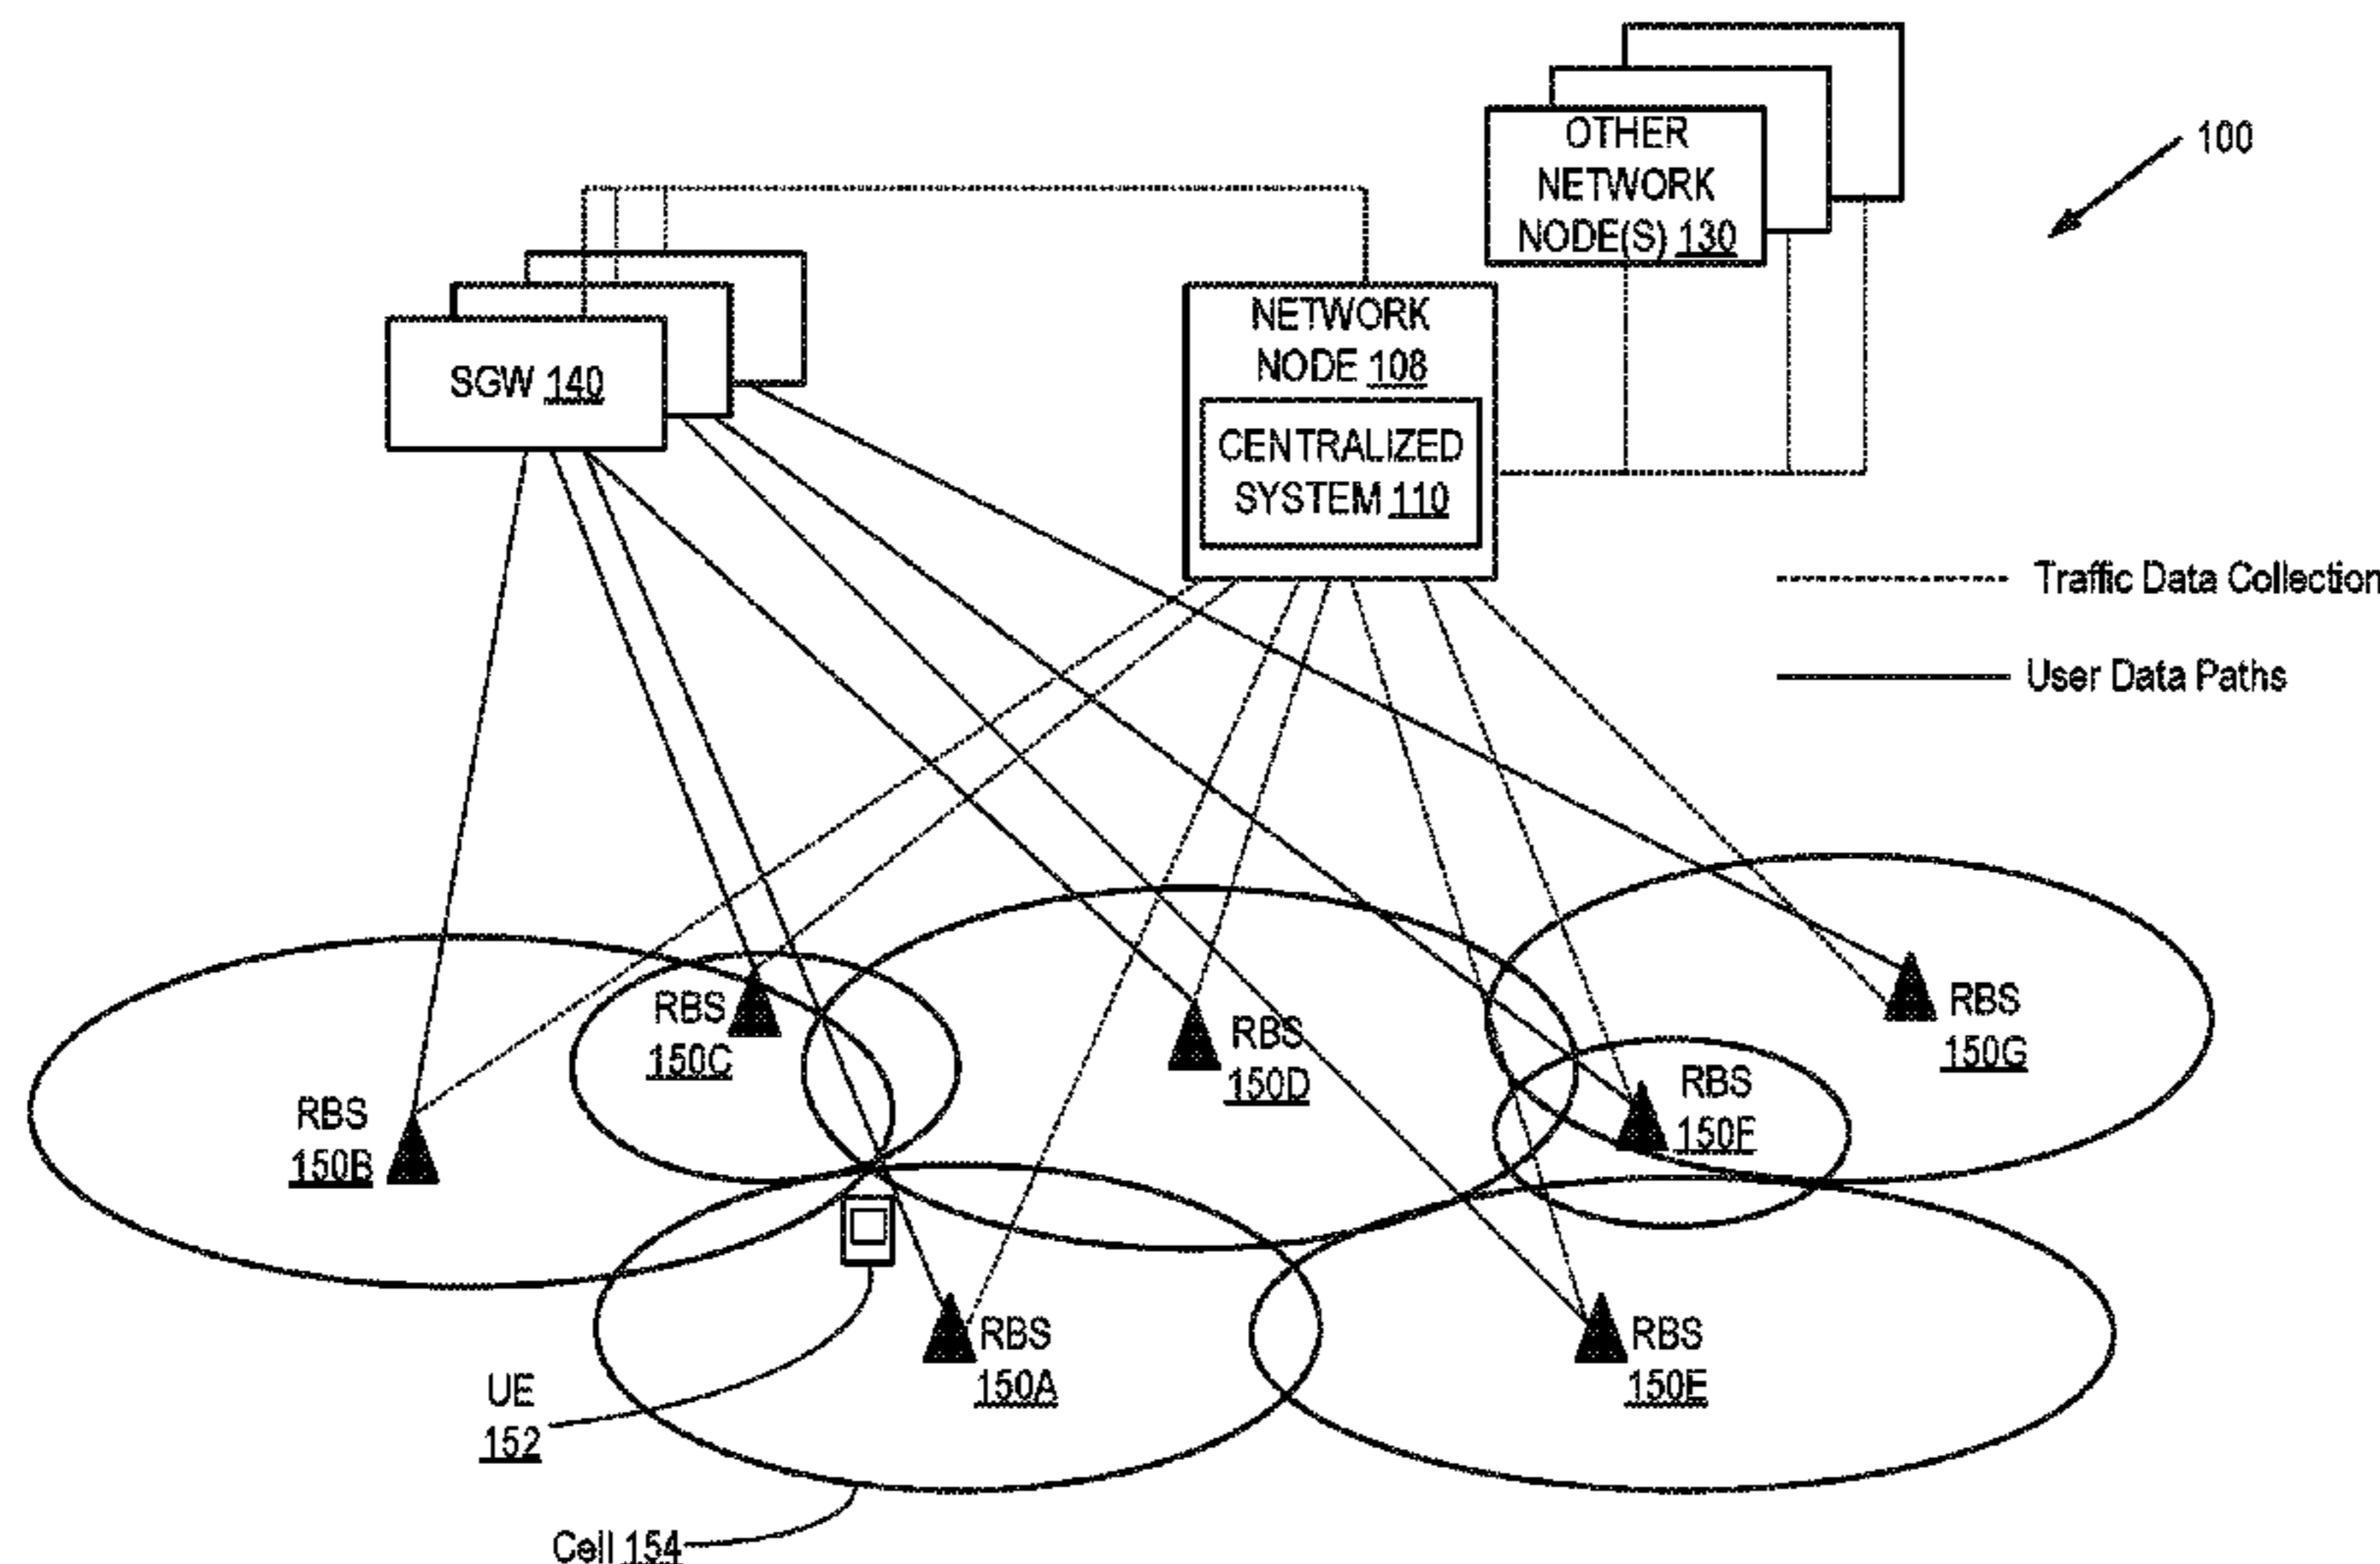 OTHER
NETWORK
NODE(S) 130
100
NETWORK
NODE 108
SGW 140
CENTRALIZED
SYSTEM 110
Traffic Data Collection
User Data Paths
RBS
150C
RBS
150D
RBS
150G
RBS
150B
RBS
150F
RBS
150A
RBS
150E
UE
152
Cell 154